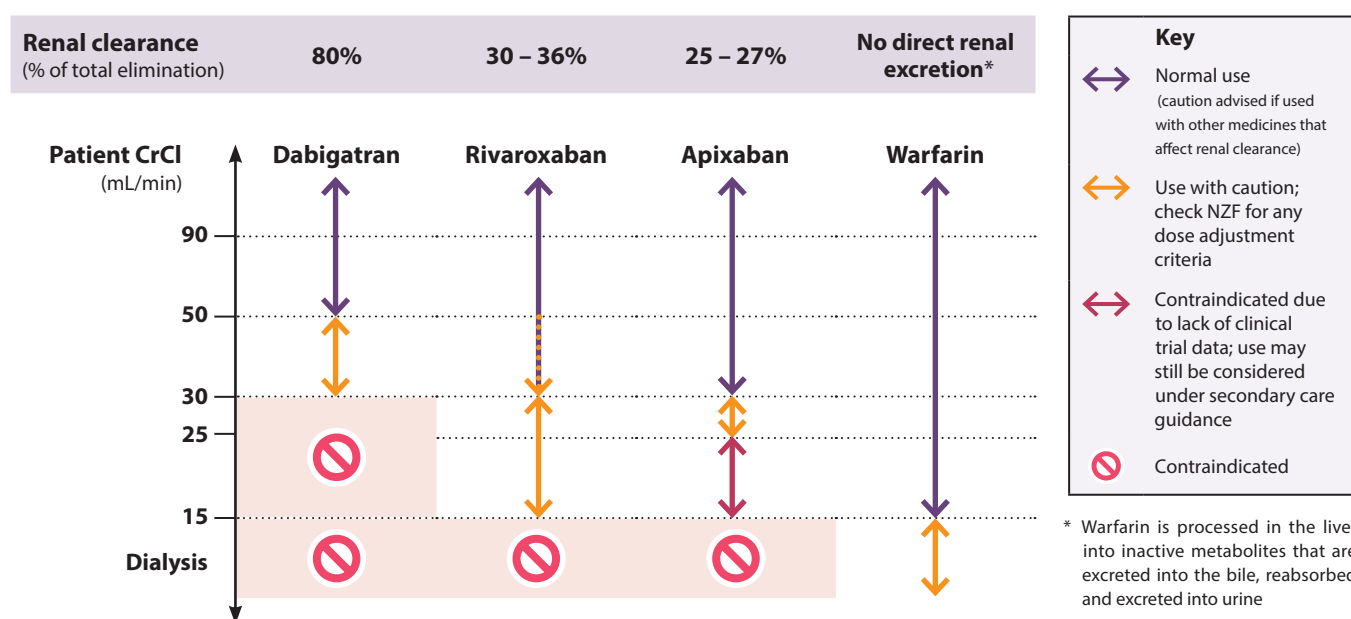 Renal clearance
(% of total elimination)
80%
30 – 36%
25 – 27%
No direct renal
excretion*
Patient CrCl
(mL/min)
Dabigatran
Rivaroxaban
Apixaban
Warfarin
90
50
30
25
15
Dialysis
Key
Normal use
(caution advised if used
with other medicines that
affect renal clearance)
Use with caution;
check NZF for any
dose adjustment
criteria
Contraindicated due
to lack of clinical
trial data; use may
still be considered
under secondary care
guidance
Contraindicated
* Warfarin is processed in the live
into inactive metabolites that are
excreted into the bile, reabsorbed
and excreted into urine